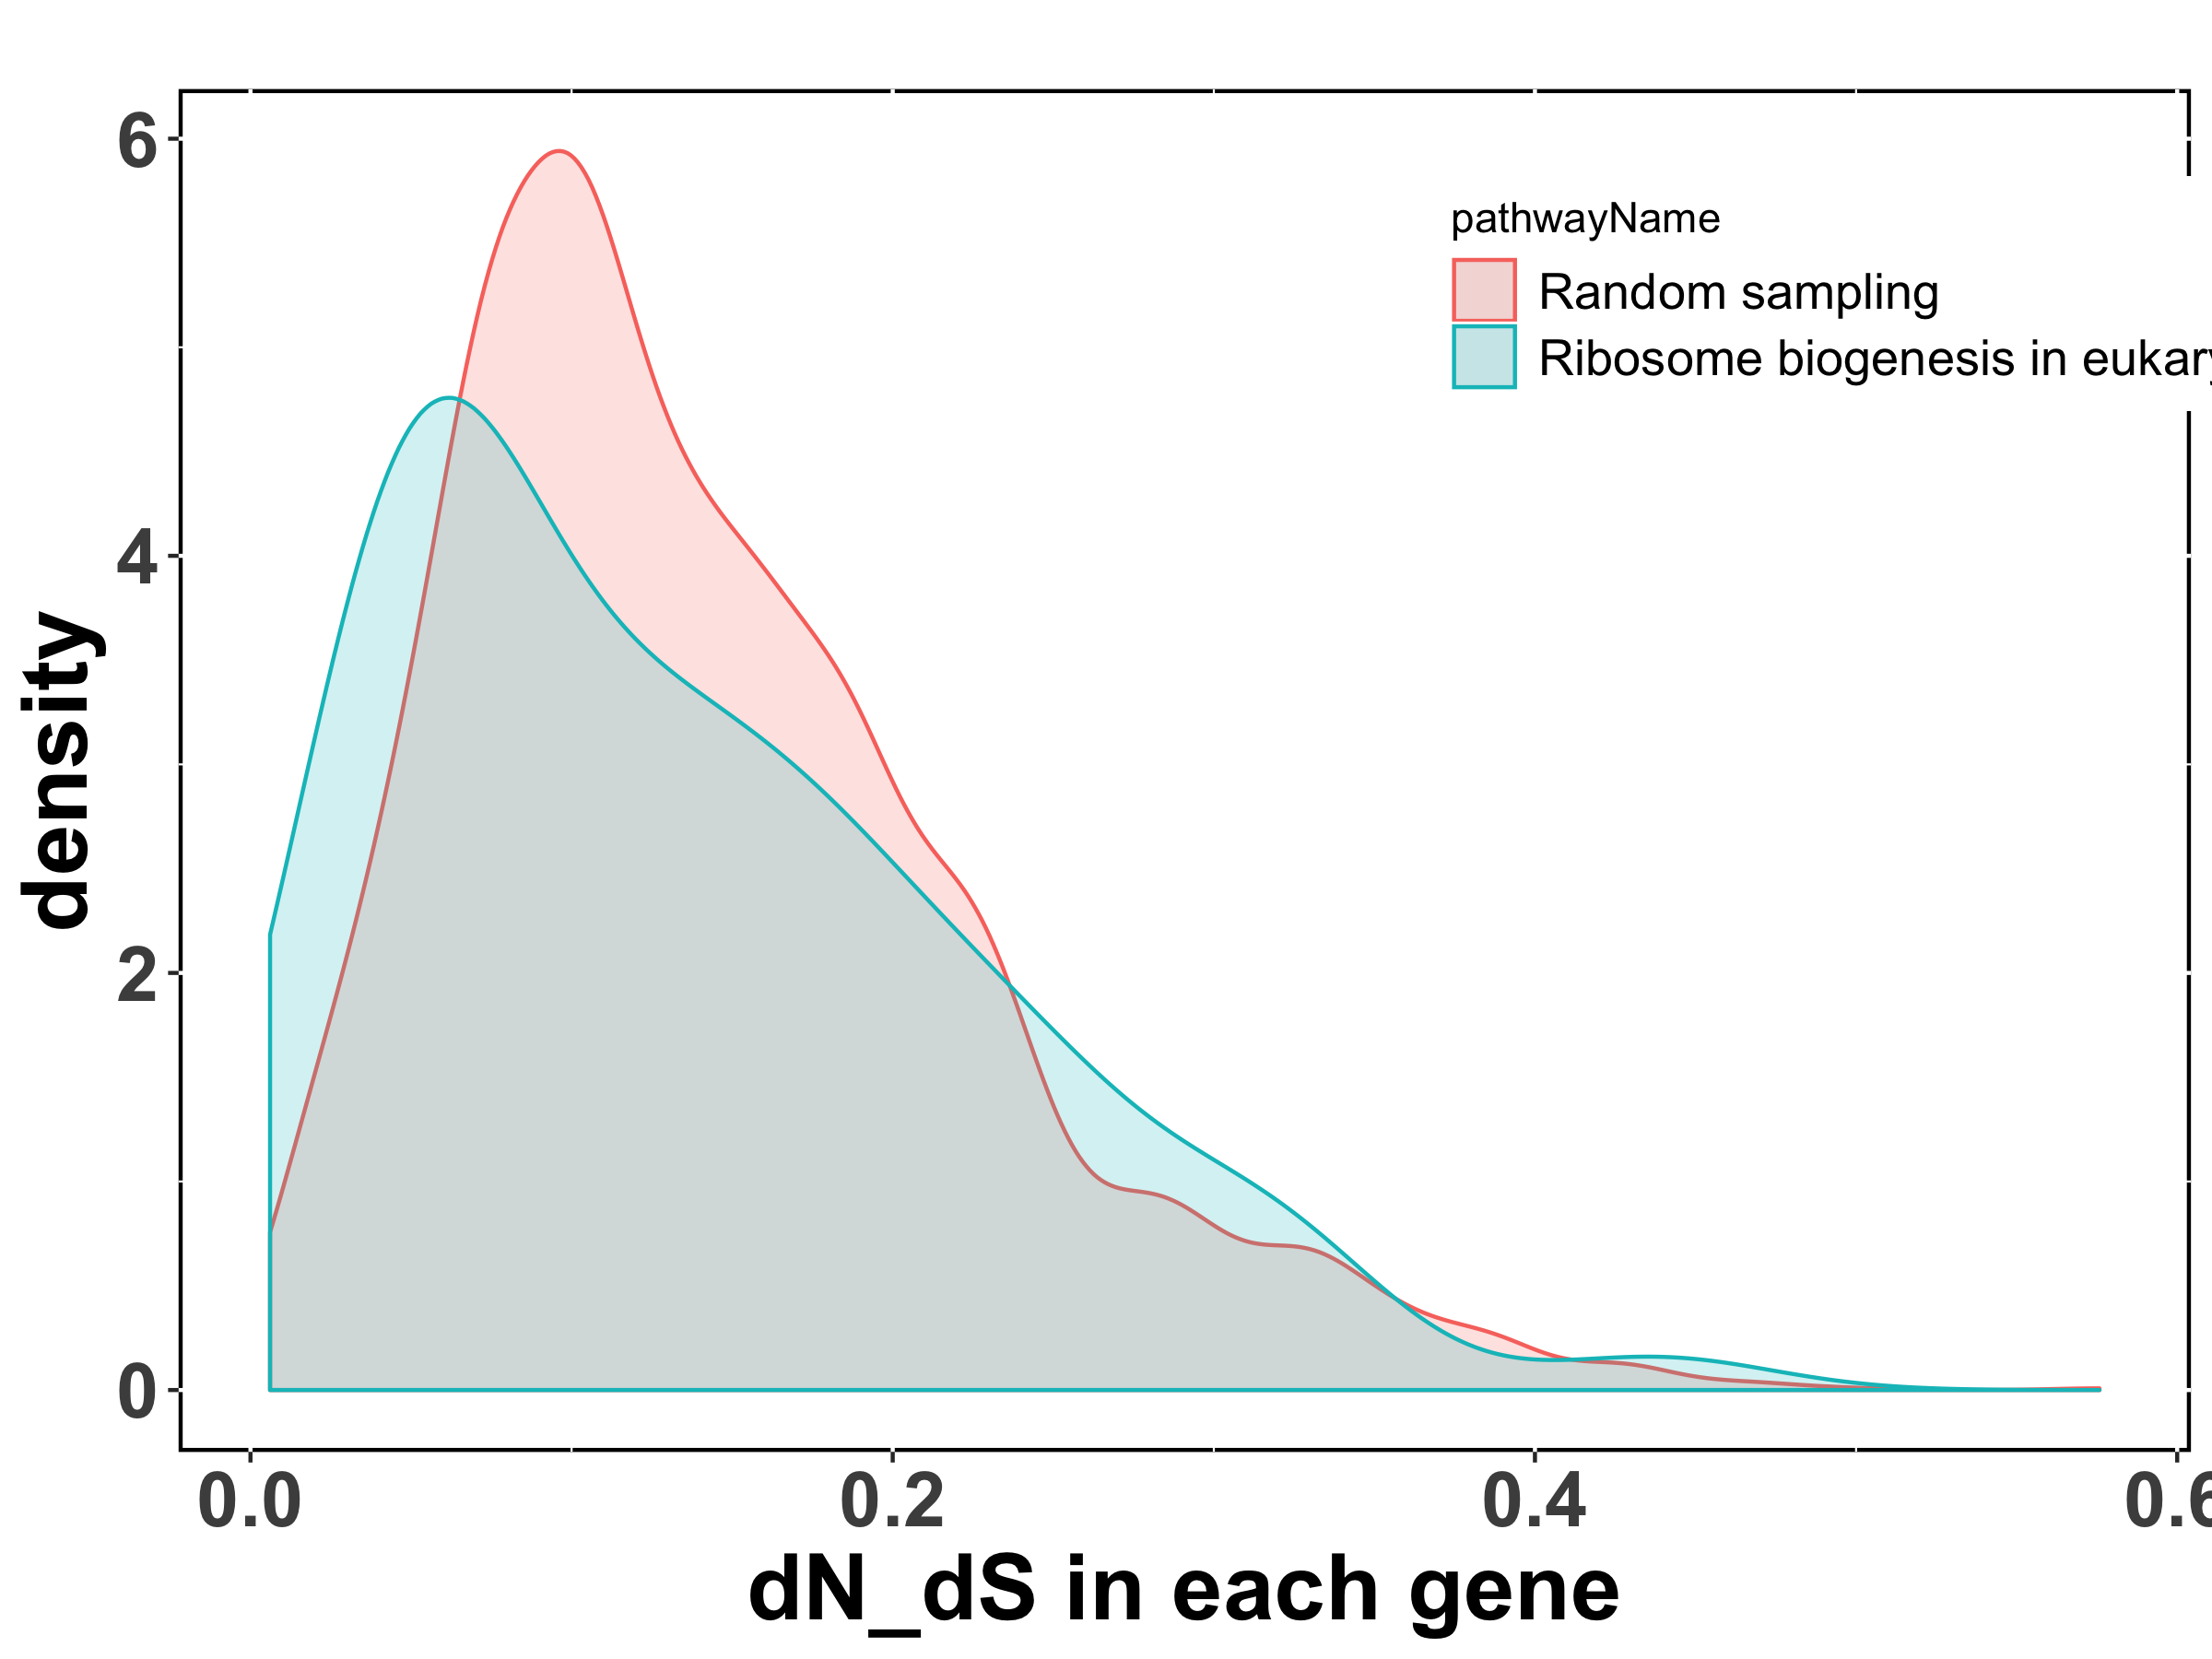 6
4
2
0
density
pathwayName
Random sampling
Ribosome biogenesis in eukar
0.0
0.2
0.4
0.6
dN_dS in each gene